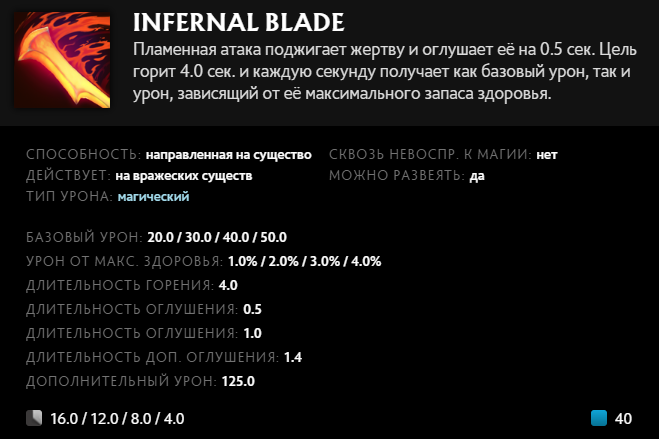 INFERNAL BLADE
Пламенная атака поджигает жертву и оглушает её на 0.5 сек. Цель
горит 4.0 сек. и каждую секунду получает как базовый урон, так и
урон, зависящий от её максимального запаса здоровья.
СПОСОБНОСТЬ: направленная на существо СКВОЗЬ НЕВОСПР. К МАГИИ: нет
ДЕЙСТВУЕТ: на вражеских существ МОЖНО РАЗВЕЯТЬ: да
ТИП УРОНА: магический
БАЗОВЫЙ УРОН: 20.0 / 30.0 / 40.0 / 50.0
УРОН ОТ МАКС. ЗДОРОВЬЯ: 1.0% / 2.0% / 3.0% / 4.0%
ДЛИТЕЛЬНОСТЬ ГОРЕНИЯ: 4.0
ДЛИТЕЛЬНОСТЬ ОГЛУШЕНИЯ: 0.5
ДЛИТЕЛЬНОСТЬ ОГЛУШЕНИЯ: 1.0
ДЛИТЕЛЬНОСТЬ ДОП. ОГЛУШЕНИЯ: 1.4
ДОПОЛНИТЕЛЬНЫЙ УРОН: 125.0
16.0 / 12.0 / 8.0 / 4.0 40